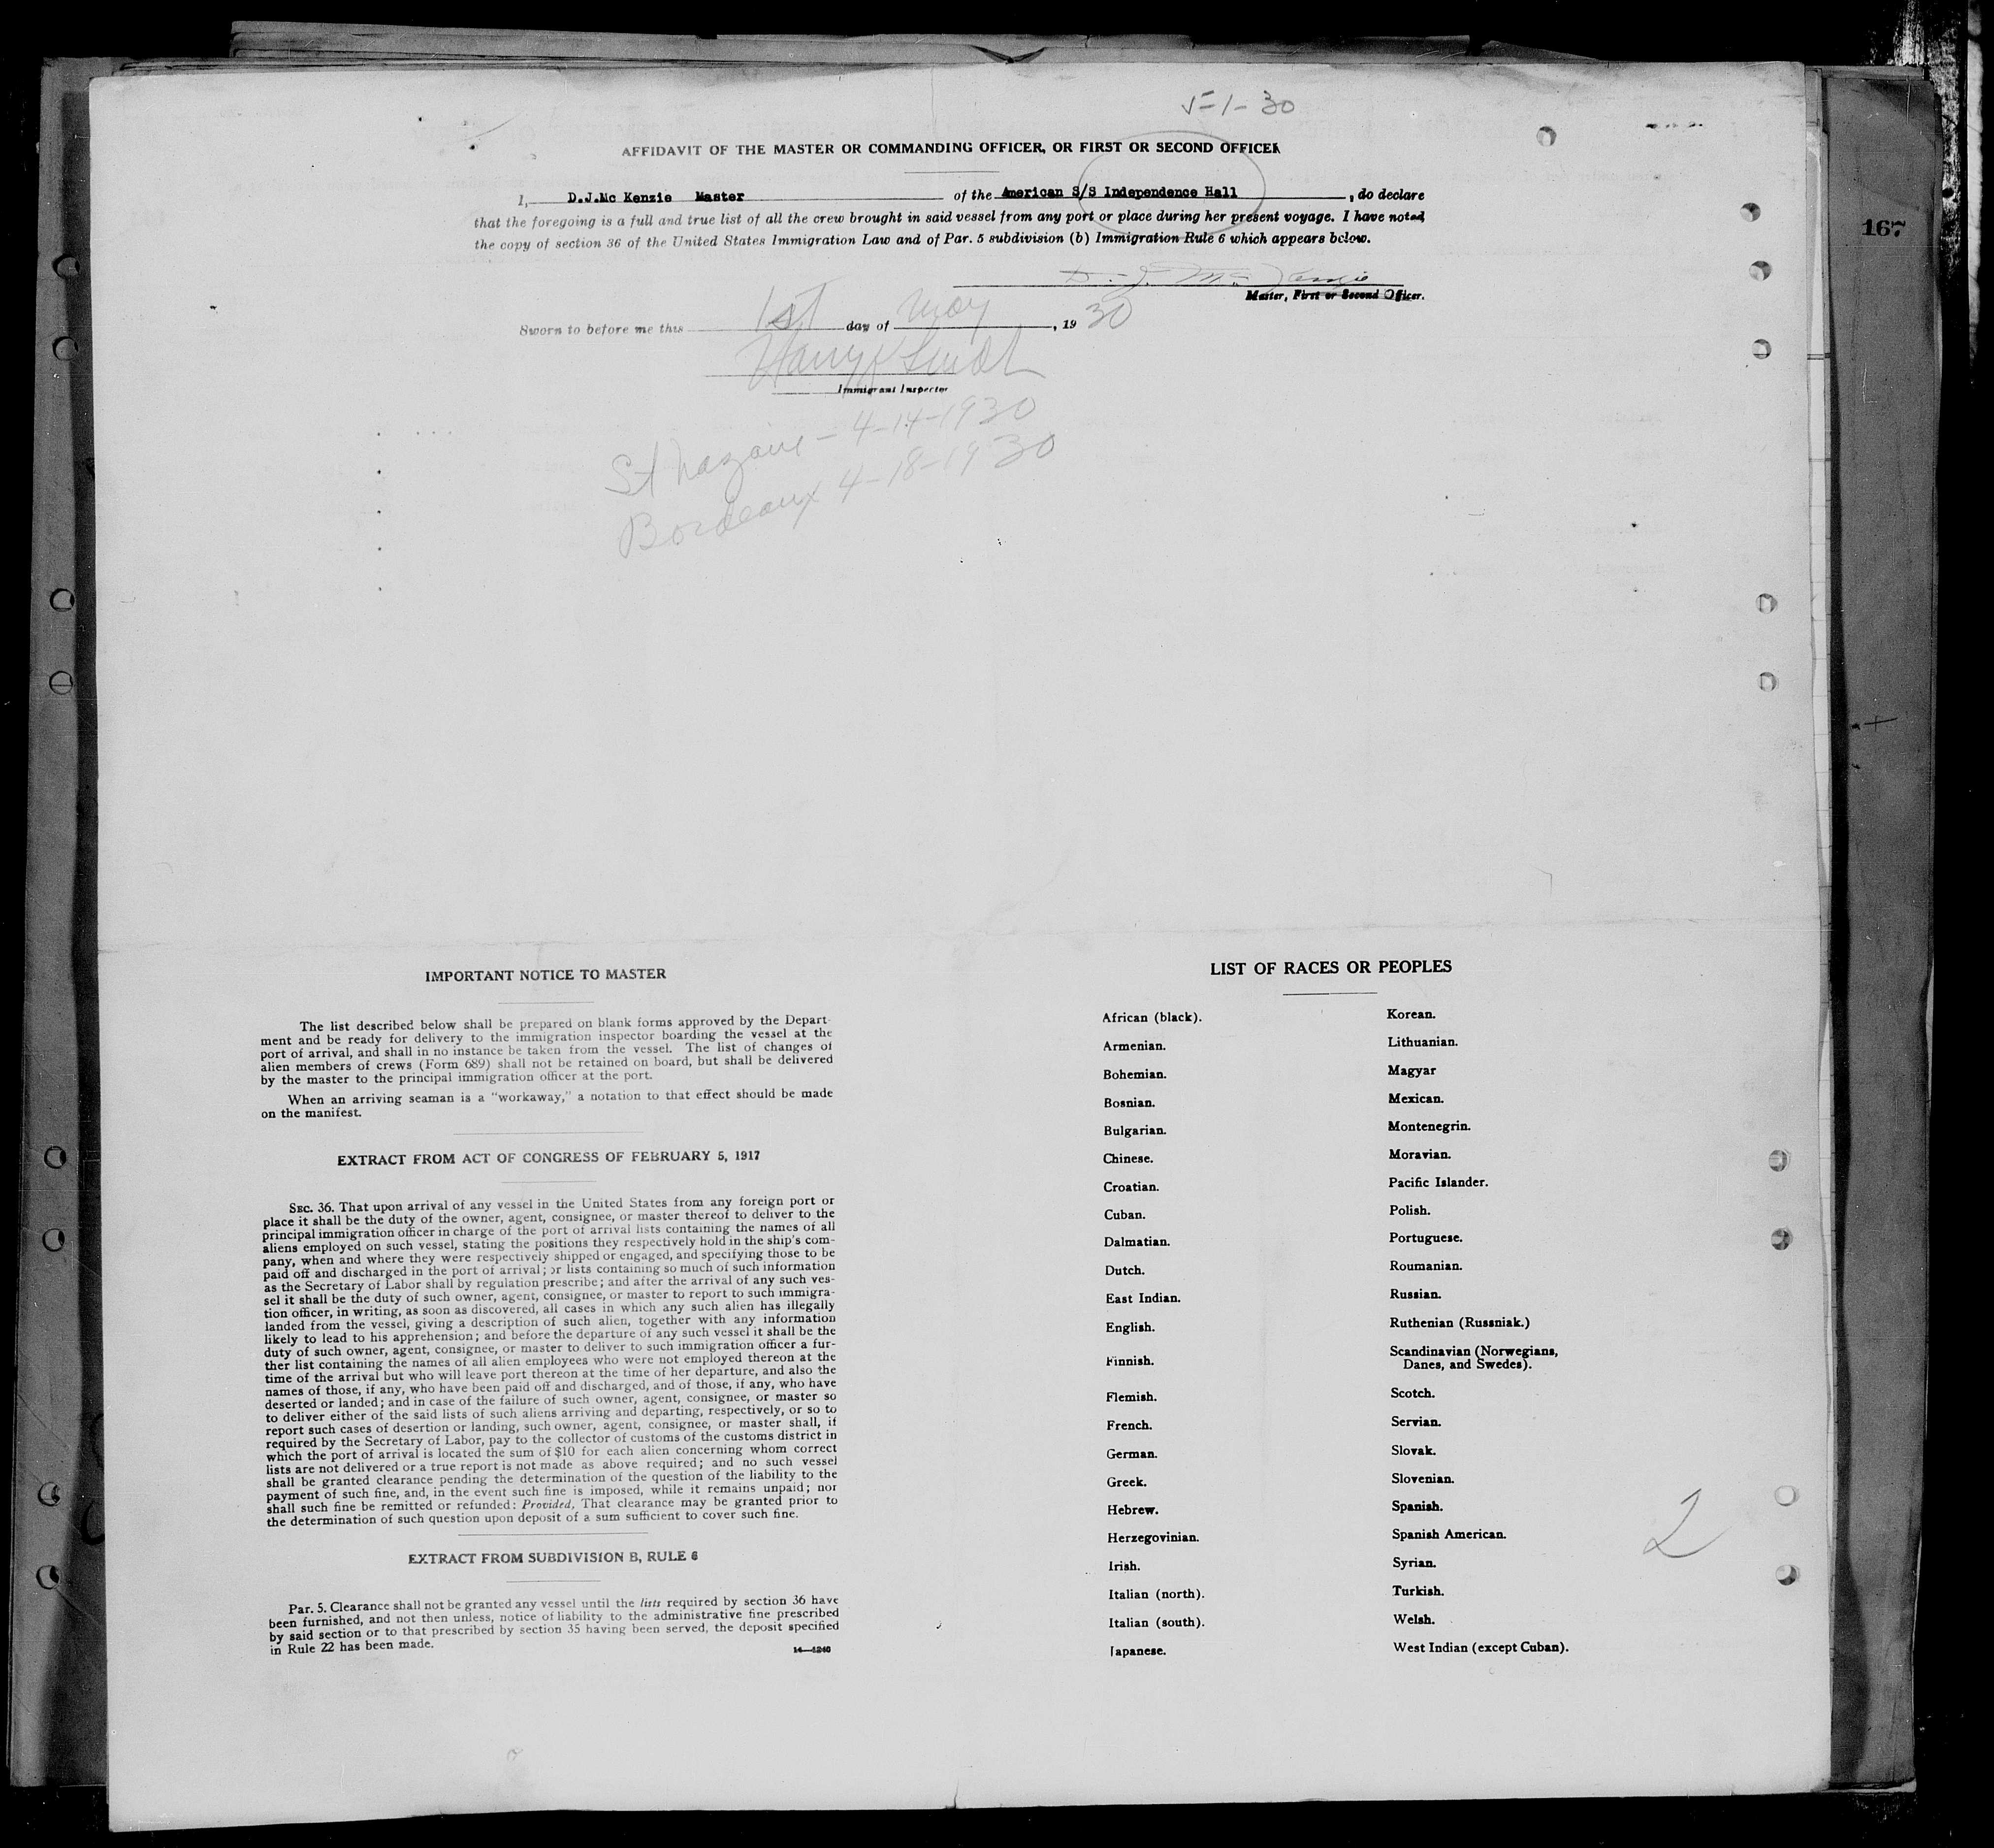 5-1-30
AFFIDAVIT OF THE MASTER OR COMMANDING OFFICER, OR FIRST OR SECOND OFFICER
I, D.J.Mc Kenzie Master of the American S/S Independence Hall, do declare
that the foregoing is a full and true list of all the crew brought in said vessel from any port or place during her present voyage. I have noted
the copy of section 36 of the United States Immigration Law and of Par. 5 subdivision (b) Immigration Rule 6 which appears below.
D. J. Mc Kenzie
Master, First or Second Officer.
Sworn to before me this 1st day of May, 1930
Harry
Immigrant Inspector
St Nazaire - 4-14-1930
Bordeaux 4-18-1930
167
IMPORTANT NOTICE TO MASTER
The list described below shall be prepared on blank forms approved by the Depart-
ment and be ready for delivery to the immigration inspector boarding the vessel at the
port of arrival, and shall in no instance be taken from the vessel. The list of changes of
alien members of crews (Form 689) shall not be retained on board, but shall be delivered
by the master to the principal immigration officer at the port.
When an arriving seaman is a "workaway," a notation to that effect should be made
on the manifest.
EXTRACT FROM ACT OF CONGRESS OF FEBRUARY 5, 1917
SEC. 36. That upon arrival of any vessel in the United States from any foreign port or
place it shall be the duty of the owner, agent, consignee, or master thereof to deliver to the
principal immigration officer in charge of the port of arrival lists containing the names of all
aliens employed on such vessel, stating the positions they respectively hold in the ship's com-
pany, when and where they were respectively shipped or engaged, and specifying those to be
paid off and discharged in the port of arrival; or lists containing so much of such information
as the Secretary of Labor shall by regulation prescribe; and after the arrival of any such ves-
sel it shall be the duty of such owner, agent, consignee, or master to report to such immigra-
tion officer, in writing, as soon as discovered, all cases in which any such alien has illegally
landed from the vessel, giving a description of such alien, together with any information
likely to lead to his apprehension; and before the departure of any such vessel it shall be the
duty of such owner, agent, consignee, or master to deliver to such immigration officer a fur-
ther list containing the names of all alien employees who were not employed thereon at the
time of the arrival but who will leave port thereon at the time of her departure, and also the
names of those, if any, who have been paid off and discharged, and of those, if any, who have
deserted or landed; and in case of the failure of such owner, agent, consignee, or master so
to deliver either of the said lists of such aliens arriving and departing, respectively, or so to
report such cases of desertion or landing, such owner, agent, consignee, or master shall, if
required by the Secretary of Labor, pay to the collector of customs of the customs district in
which the port of arrival is located the sum of $10 for each alien concerning whom correct
lists are not delivered or a true report is not made as above required; and no such vessel
shall be granted clearance pending the determination of the question of the liability to the
payment of such fine, and, in the event such fine is imposed, while it remains unpaid; nor
shall such fine be remitted or refunded: Provided, That clearance may be granted prior to
the determination of such question upon deposit of a sum sufficient to cover such fine.
EXTRACT FROM SUBDIVISION B, RULE 6
Par. 5. Clearance shall not be granted any vessel until the lists required by section 36 have
been furnished, and not then unless, notice of liability to the administrative fine prescribed
by said section or to that prescribed by section 35 having been served, the deposit specified
in Rule 22 has been made.
14-1240
LIST OF RACES OR PEOPLES
African (black).
Armenian.
Bohemian.
Bosnian.
Bulgarian.
Chinese.
Croatian.
Cuban.
Dalmatian.
Dutch.
East Indian.
English.
Finnish.
Flemish.
French.
German.
Greek.
Hebrew.
Herzegovinian.
Irish.
Italian (north).
Italian (south).
Japanese.
Korean.
Lithuanian.
Magyar
Mexican.
Montenegrin.
Moravian.
Pacific Islander.
Polish.
Portuguese.
Roumanian.
Russian.
Ruthenian (Russniak.)
Scandinavian (Norwegians,
Danes, and Swedes).
Scotch.
Servian.
Slovak.
Slovenian.
Spanish.
Spanish American.
Syrian.
Turkish.
Welsh.
West Indian (except Cuban).
2